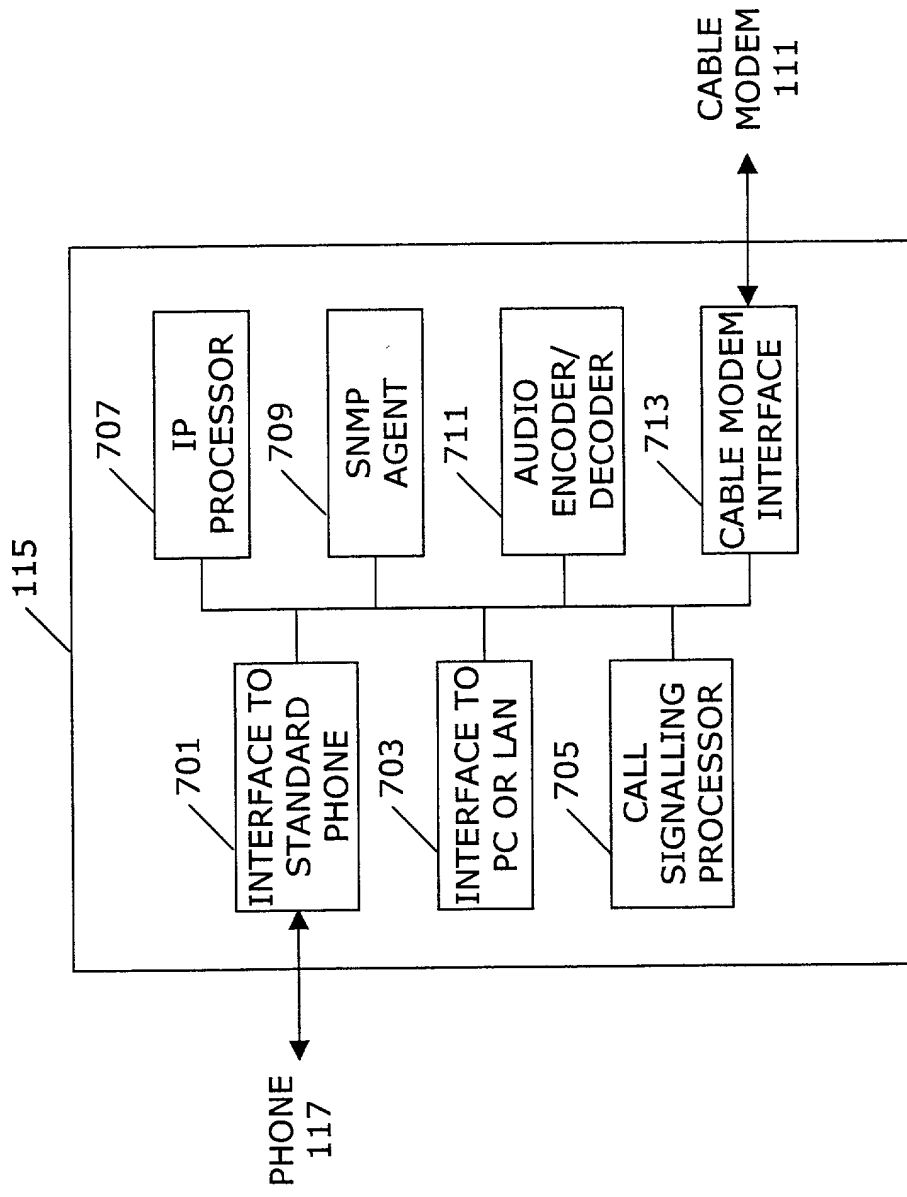 115
PHONE
117
701
INTERFACE TO
STANDARD
PHONE
703
INTERFACE TO
PC OR LAN
705
CALL
SIGNALLING
PROCESSOR
707
IP
PROCESSOR
709
SNMP
AGENT
711
AUDIO
ENCODER/
DECODER
713
CABLE MODEM
INTERFACE
CABLE
MODEM
111